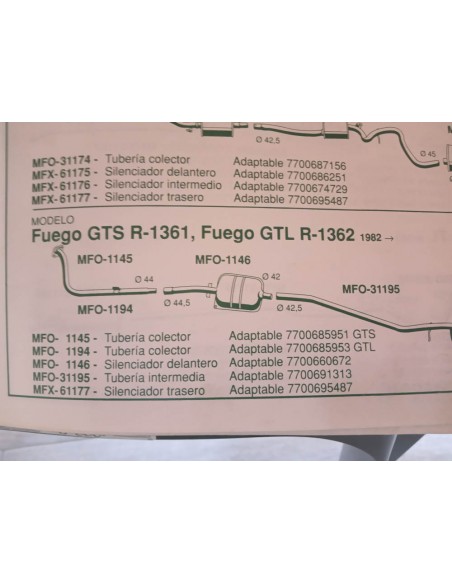 Ø 42,5
Ø 45
MFO-31174 - Tubería colector Adaptable 7700687156
MFX-61175 - Silenciador delantero Adaptable 7700686251
MFX-61176 - Silenciador intermedio Adaptable 7700674729
MFX-61177 - Silenciador trasero Adaptable 7700695487
MODELO
Fuego GTS R-1361, Fuego GTL R-1362 1982 →
MFO-1145 MFO-1146
Ø 44 Ø 42 MFO-31195
MFO-1194 Ø 44,5 Ø 42,5
MFO- 1145 - Tubería colector Adaptable 7700685951 GTS
MFO- 1194 - Tubería colector Adaptable 7700685953 GTL
MFO- 1146 - Silenciador delantero Adaptable 7700660672
MFO-31195 - Tubería intermedia Adaptable 7700691313
MFX-61177 - Silenciador trasero Adaptable 7700695487